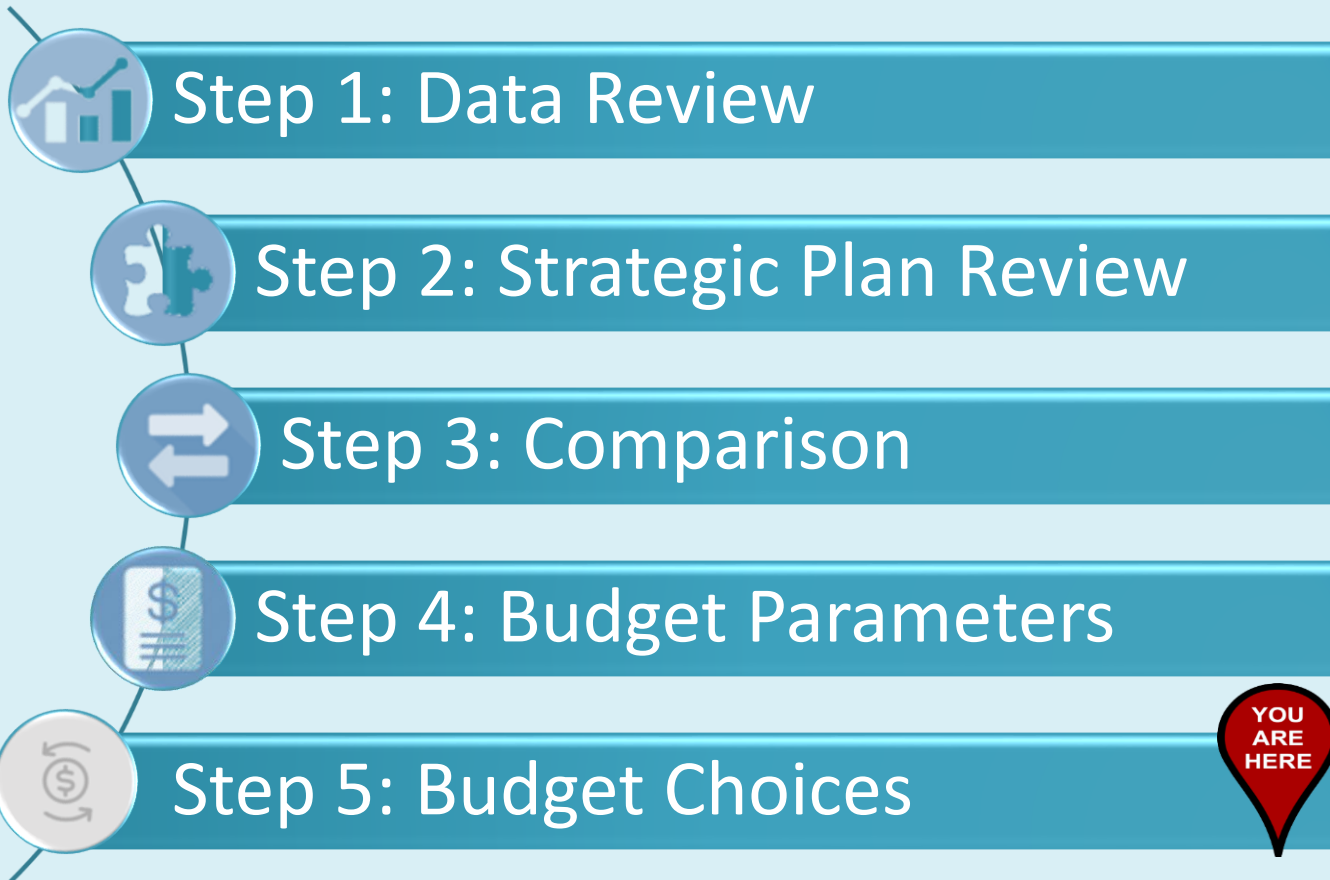 Step 1: Data Review
Step 2: Strategic Plan Review
Step 3: Comparison
Step 4: Budget Parameters
YOU
ARE
HERE
Step 5: Budget Choices